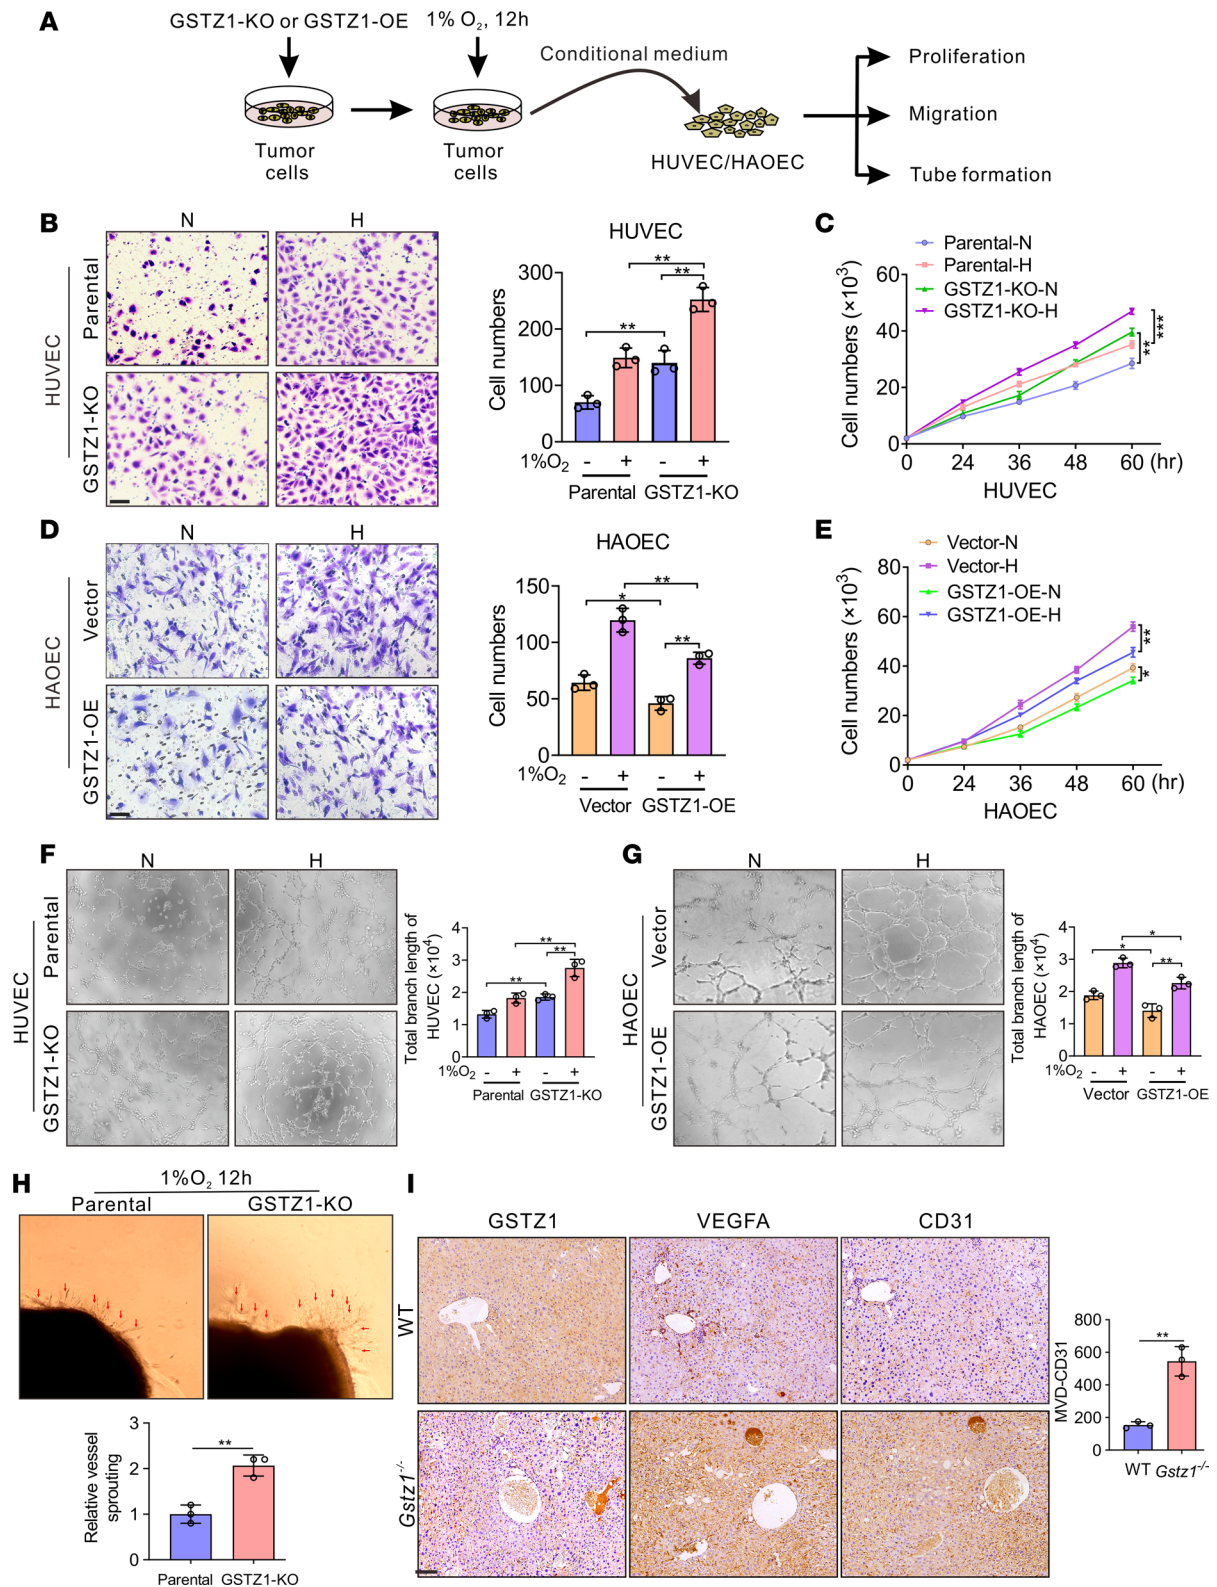 A
GSTZ1-KO or GSTZ1-OE
1% O2, 12h
Conditional medium
Tumor
cells
Tumor
cells
HUVEC/HAOEC
Proliferation
Migration
Tube formation
B
N
H
HUVEC
Parental
GSTZ1-KO
HUVEC
Cell numbers
300
200
100
0
**
**
**
1%O2
-
+
-
+
Parental
GSTZ1-KO
C
Parental-N
Parental-H
GSTZ1-KO-N
GSTZ1-KO-H
Cell numbers (×10³)
60
40
20
0
**
***
0
24
36
48
60 (hr)
HUVEC
D
N
H
HAOEC
Vector
GSTZ1-OE
HAOEC
Cell numbers
150
100
50
0
*
**
**
1%O2
-
+
-
+
Vector
GSTZ1-OE
E
Vector-N
Vector-H
GSTZ1-OE-N
GSTZ1-OE-H
Cell numbers (×10³)
80
60
40
20
0
**
*
0
24
36
48
60 (hr)
HAOEC
F
N
H
HUVEC
Parental
GSTZ1-KO
Total branch length of
HUVEC (×10⁴)
4
3
2
1
0
**
**
**
1%O2
-
+
-
+
Parental
GSTZ1-KO
G
N
H
HAOEC
Vector
GSTZ1-OE
Total branch length of
HAOEC (×10⁴)
4
3
2
1
0
*
*
**
1%O2
-
+
-
+
Vector
GSTZ1-OE
H
1%O2 12h
Parental
GSTZ1-KO
Relative vessel
sprouting
3
2
1
0
**
Parental
GSTZ1-KO
I
GSTZ1
VEGFA
CD31
WT
Gstz1⁻/⁻
MVD-CD31
800
600
400
200
0
**
WT
Gstz1⁻/⁻